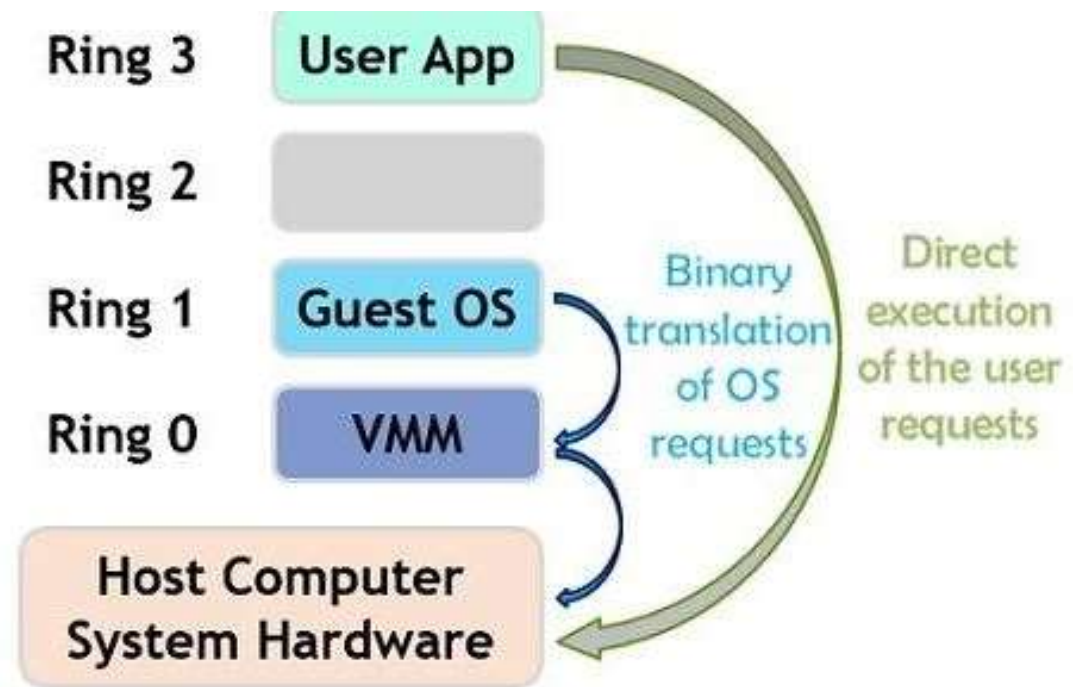 Ring 3
User App
Ring 2
Ring 1
Guest OS
Ring 0
VMM
Host Computer
System Hardware
Binary
translation
of OS
requests
Direct
execution
of the user
requests